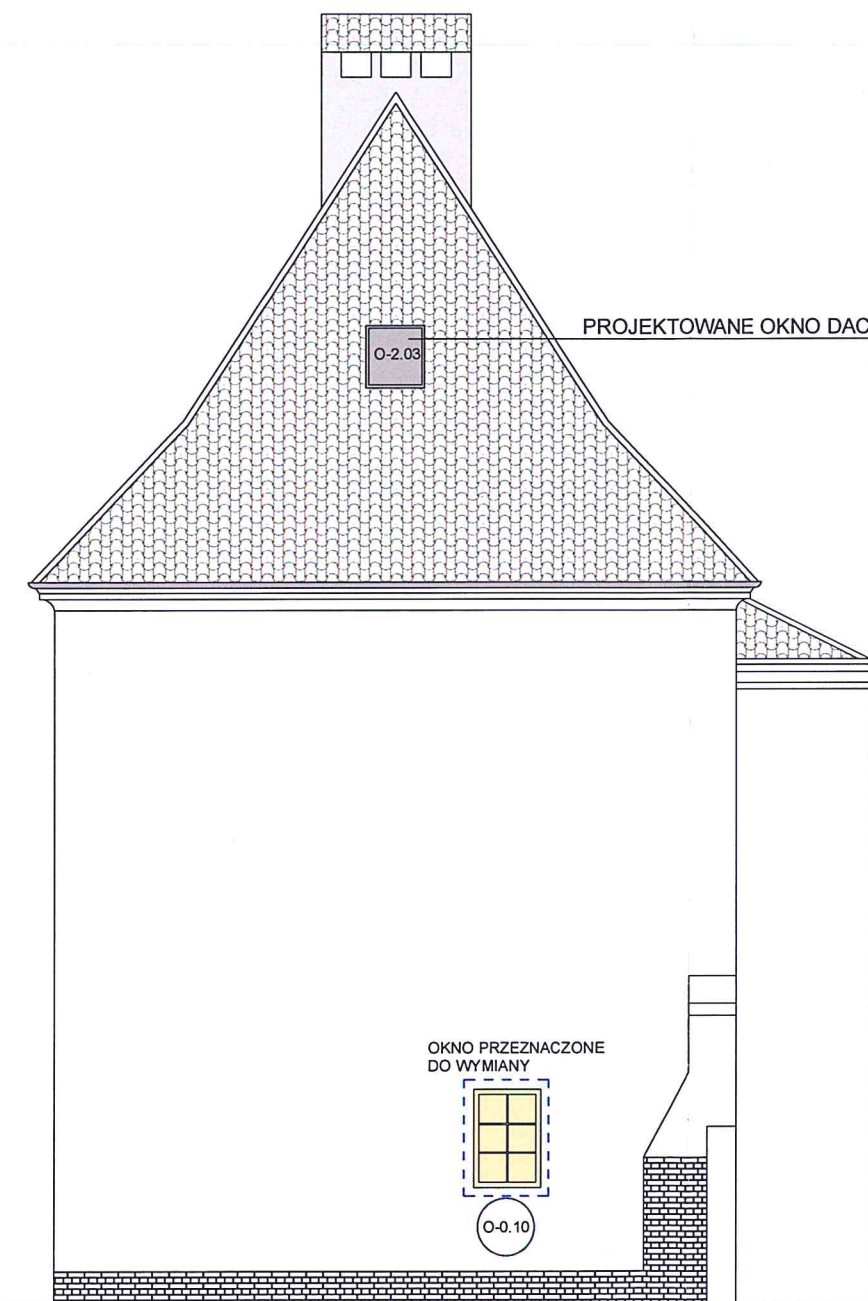 PROJEKTOWANE OKNO DAC
O-2.03
OKNO PRZEZNACZONE
DO WYMIANY
O-0.10